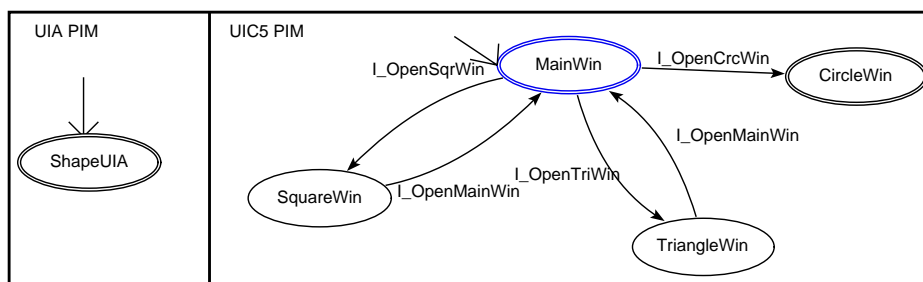 UIA PIM
ShapeUIA
UIC5 PIM
MainWin
I_OpenCrcWin
CircleWin
I_OpenSqrWin
I_OpenMainWin
I_OpenTriWin
I_OpenMainWin
SquareWin
TriangleWin